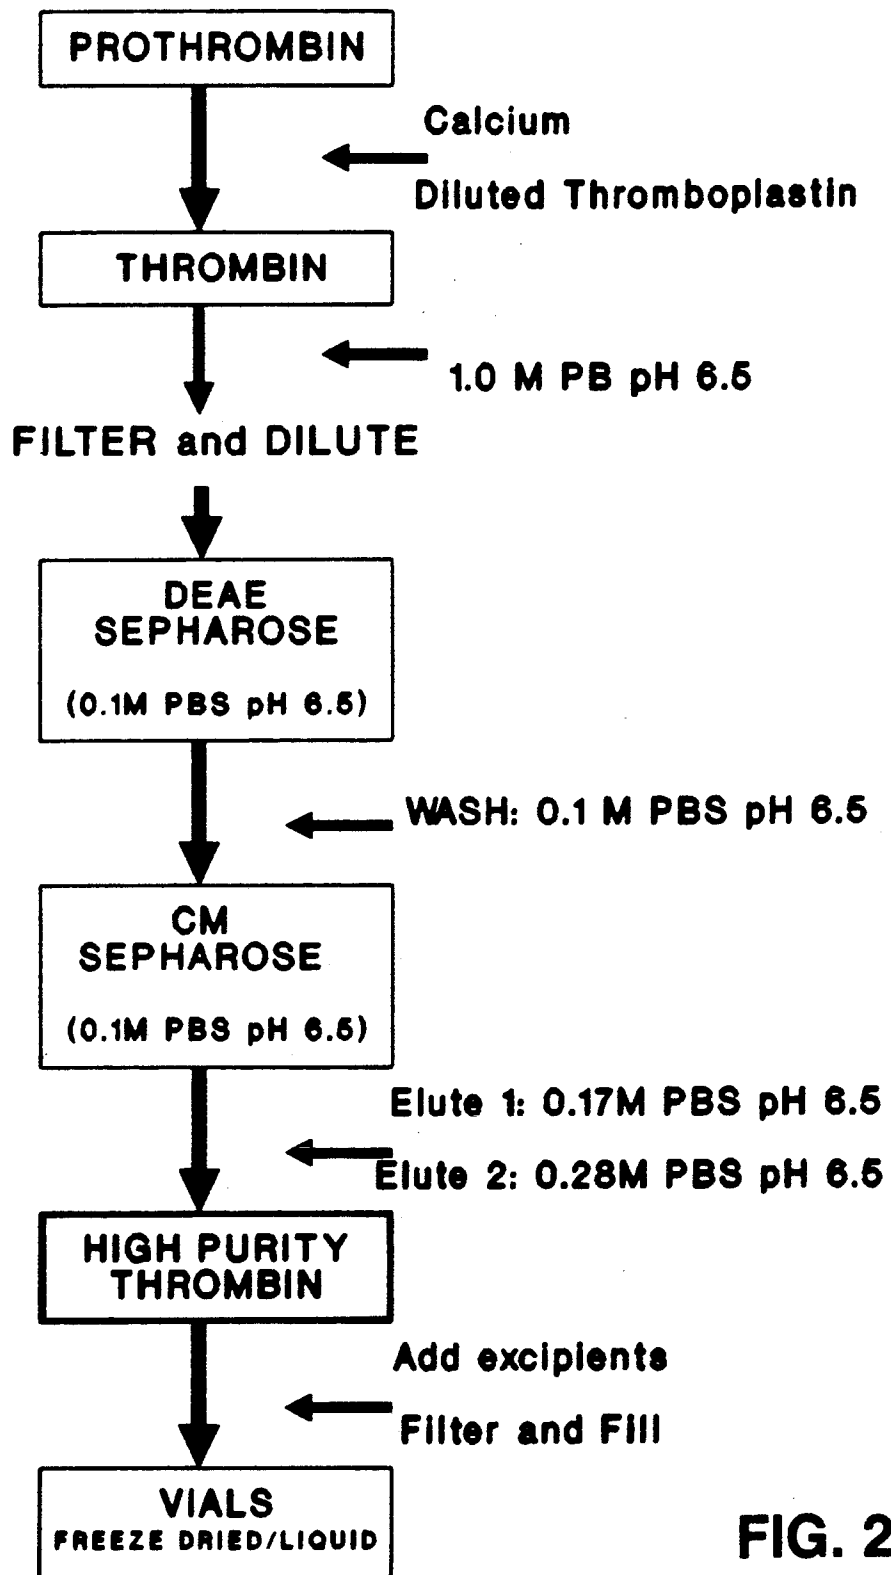 PROTHROMBIN
Calcium
Diluted Thromboplastin
THROMBIN
1.0 M PB pH 6.5
FILTER and DILUTE
DEAE
SEPHAROSE
(0.1M PBS pH 6.5)
WASH: 0.1 M PBS pH 6.5
CM
SEPHAROSE
(0.1M PBS pH 6.5)
Elute 1: 0.17M PBS pH 6.5
Elute 2: 0.28M PBS pH 6.5
HIGH PURITY
THROMBIN
Add excipients
Filter and Fill
VIALS
FREEZE DRIED/LIQUID
FIG. 2